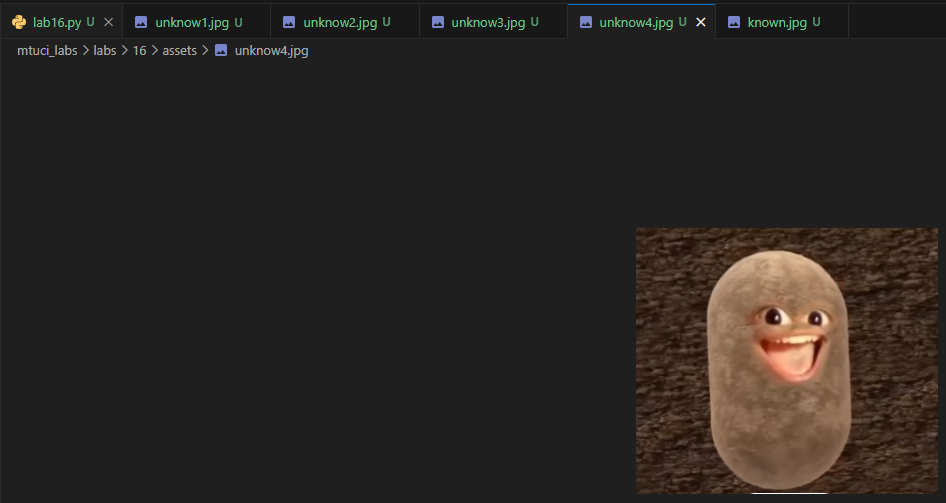 lab16.py U unknow1.jpg U unknow2.jpg U unknow3.jpg U unknow4.jpg U known.jpg U
mtuci_labs > labs > 16 > assets > unknow4.jpg